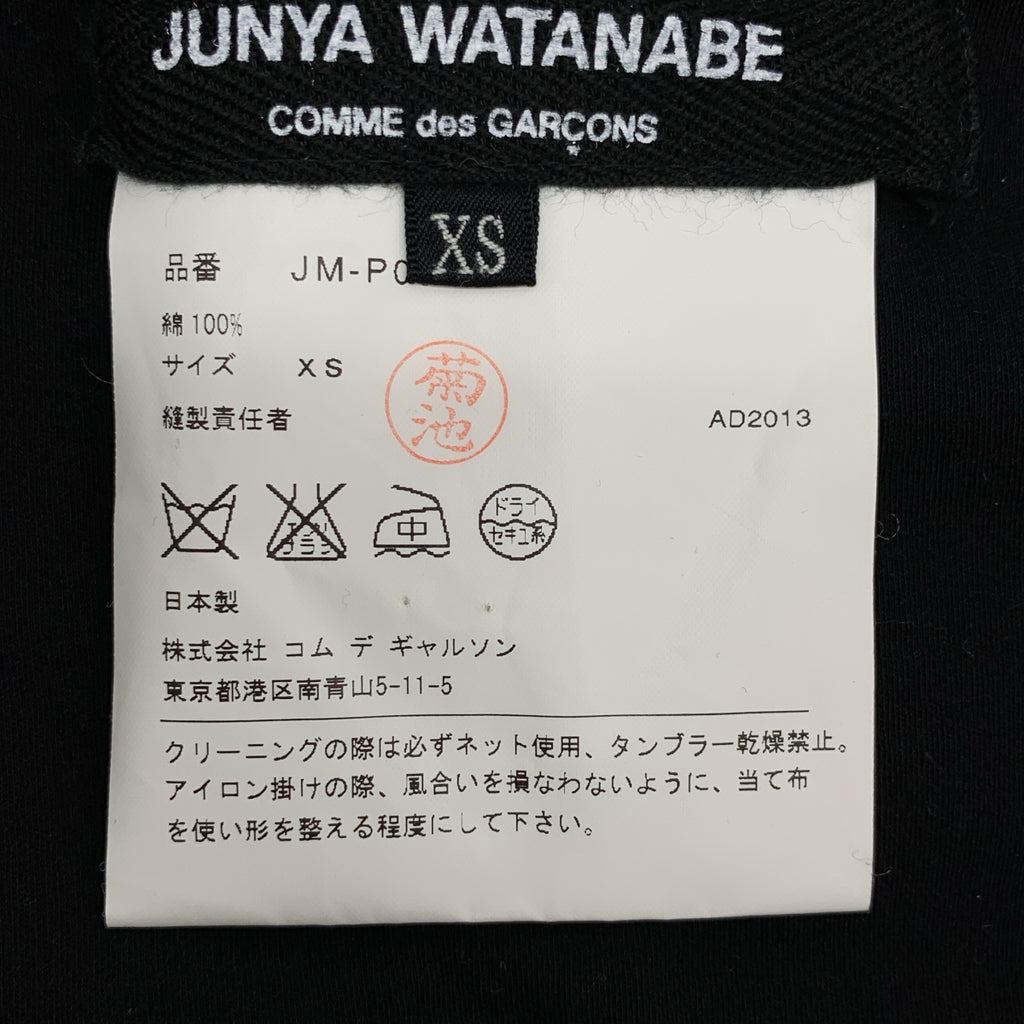 JUNYA WATANABE
COMME des GARÇONS
XS
品番 JM-P0
綿100%
サイズ XS
菊池
縫製責任者 AD2013
中
ドライ
セキユ系
日本製
株式会社 コム デ ギャルソン
東京都港区南青山5-11-5
クリーニングの際は必ずネット使用、タンブラー乾燥禁止。
アイロン掛けの際、風合いを損なわないように、当て布
を使い形を整える程度にして下さい。